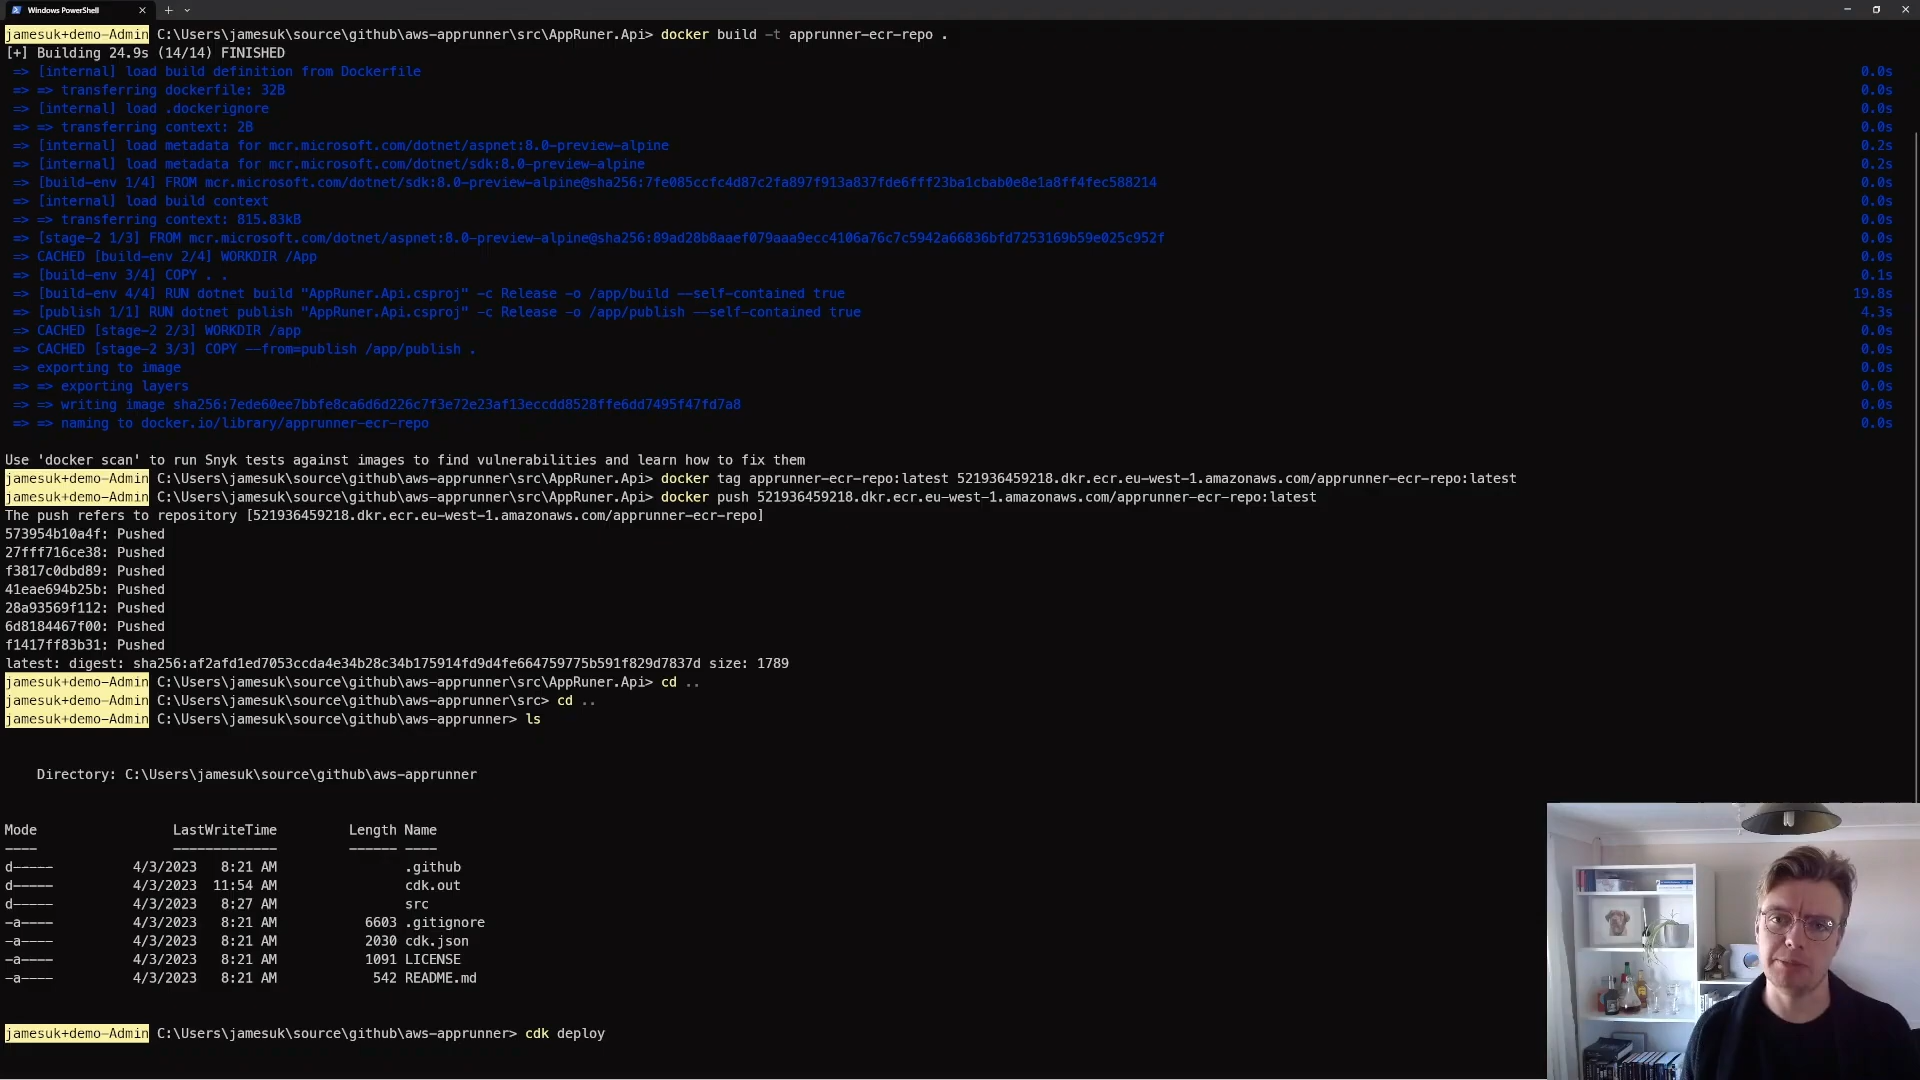 Windows PowerShell
jamesuk+demo-Admin C:\Users\jamesuk\source\github\aws-apprunner\src\AppRuner.Api> docker build -t apprunner-ecr-repo .
[+] Building 24.9s (14/14) FINISHED
=> [internal] load build definition from Dockerfile 0.0s
=> => transferring dockerfile: 32B 0.0s
=> [internal] load .dockerignore 0.0s
=> => transferring context: 2B 0.0s
=> [internal] load metadata for mcr.microsoft.com/dotnet/aspnet:8.0-preview-alpine 0.2s
=> [internal] load metadata for mcr.microsoft.com/dotnet/sdk:8.0-preview-alpine 0.2s
=> [build-env 1/4] FROM mcr.microsoft.com/dotnet/sdk:8.0-preview-alpine@sha256:7fe085ccfc4d87c2fa897f913a837fde6fff23ba1cbab0e8e1a8ff4fec588214 0.0s
=> [internal] load build context 0.0s
=> => transferring context: 815.83kB 0.0s
=> [stage-2 1/3] FROM mcr.microsoft.com/dotnet/aspnet:8.0-preview-alpine@sha256:89ad28b8aaef079aaa9ecc4106a76c7c5942a66836bfd7253169b59e025c952f 0.0s
=> CACHED [build-env 2/4] WORKDIR /App 0.0s
=> [build-env 3/4] COPY . . 0.1s
=> [build-env 4/4] RUN dotnet build "AppRuner.Api.csproj" -c Release -o /app/build --self-contained true 19.8s
=> [publish 1/1] RUN dotnet publish "AppRuner.Api.csproj" -c Release -o /app/publish --self-contained true 4.3s
=> CACHED [stage-2 2/3] WORKDIR /app 0.0s
=> CACHED [stage-2 3/3] COPY --from=publish /app/publish . 0.0s
=> exporting to image 0.0s
=> => exporting layers 0.0s
=> => writing image sha256:7ede60ee7bbfe8ca6d6d226c7f3e72e23af13eccdd8528ffe6dd7495f47fd7a8 0.0s
=> => naming to docker.io/library/apprunner-ecr-repo 0.0s
Use 'docker scan' to run Snyk tests against images to find vulnerabilities and learn how to fix them
jamesuk+demo-Admin C:\Users\jamesuk\source\github\aws-apprunner\src\AppRuner.Api> docker tag apprunner-ecr-repo:latest 521936459218.dkr.ecr.eu-west-1.amazonaws.com/apprunner-ecr-repo:latest
jamesuk+demo-Admin C:\Users\jamesuk\source\github\aws-apprunner\src\AppRuner.Api> docker push 521936459218.dkr.ecr.eu-west-1.amazonaws.com/apprunner-ecr-repo:latest
The push refers to repository [521936459218.dkr.ecr.eu-west-1.amazonaws.com/apprunner-ecr-repo]
573954b10a4f: Pushed
27fff716ce38: Pushed
f3817c0dbd89: Pushed
41eae694b25b: Pushed
28a93569f112: Pushed
6d8184467f00: Pushed
f1417ff83b31: Pushed
latest: digest: sha256:af2afd1ed7053ccda4e34b28c34b175914fd9d4fe664759775b591f829d7837d size: 1789
jamesuk+demo-Admin C:\Users\jamesuk\source\github\aws-apprunner\src\AppRuner.Api> cd ..
jamesuk+demo-Admin C:\Users\jamesuk\source\github\aws-apprunner\src> cd ..
jamesuk+demo-Admin C:\Users\jamesuk\source\github\aws-apprunner> ls
Directory: C:\Users\jamesuk\source\github\aws-apprunner
Mode LastWriteTime Length Name
---- ------------- ------ ----
d----- 4/3/2023 8:21 AM .github
d----- 4/3/2023 11:54 AM cdk.out
d----- 4/3/2023 8:27 AM src
-a---- 4/3/2023 8:21 AM 6603 .gitignore
-a---- 4/3/2023 8:21 AM 2030 cdk.json
-a---- 4/3/2023 8:21 AM 1091 LICENSE
-a---- 4/3/2023 8:21 AM 542 README.md
jamesuk+demo-Admin C:\Users\jamesuk\source\github\aws-apprunner> cdk deploy